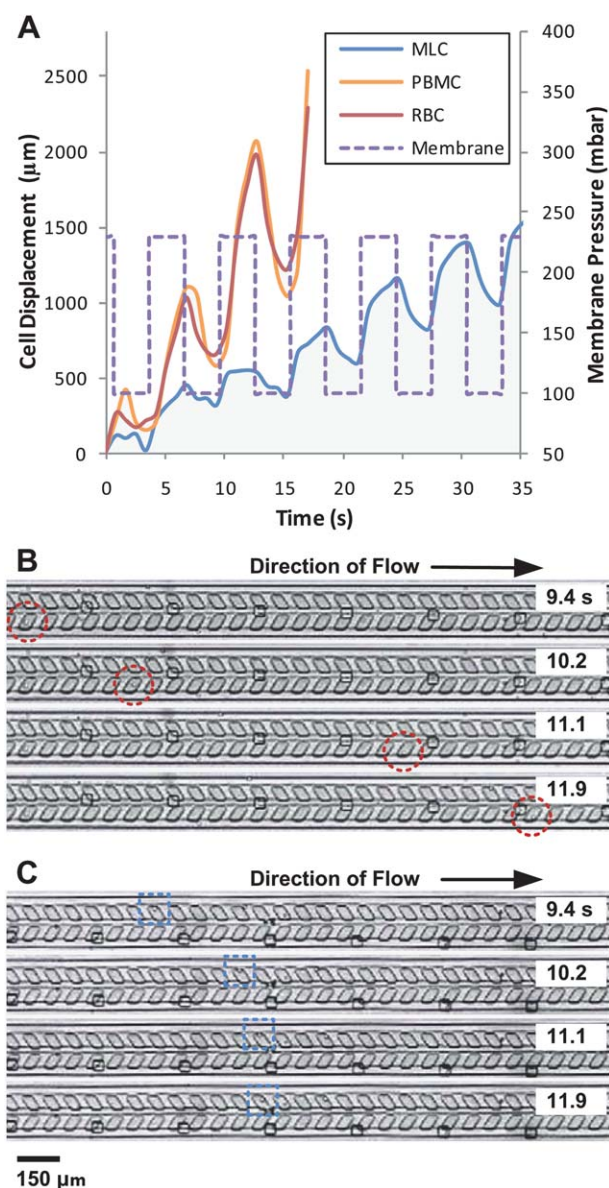 A
MLC
PBMC
RBC
Membrane
Cell Displacement (µm)
2500
2000
1500
1000
500
0
Membrane Pressure (mbar)
400
350
300
250
200
150
100
50
0 5 10 15 20 25 30 35
Time (s)
B
Direction of Flow
9.4 s
10.2
11.1
11.9
C
Direction of Flow
9.4 s
10.2
11.1
11.9
150 µm